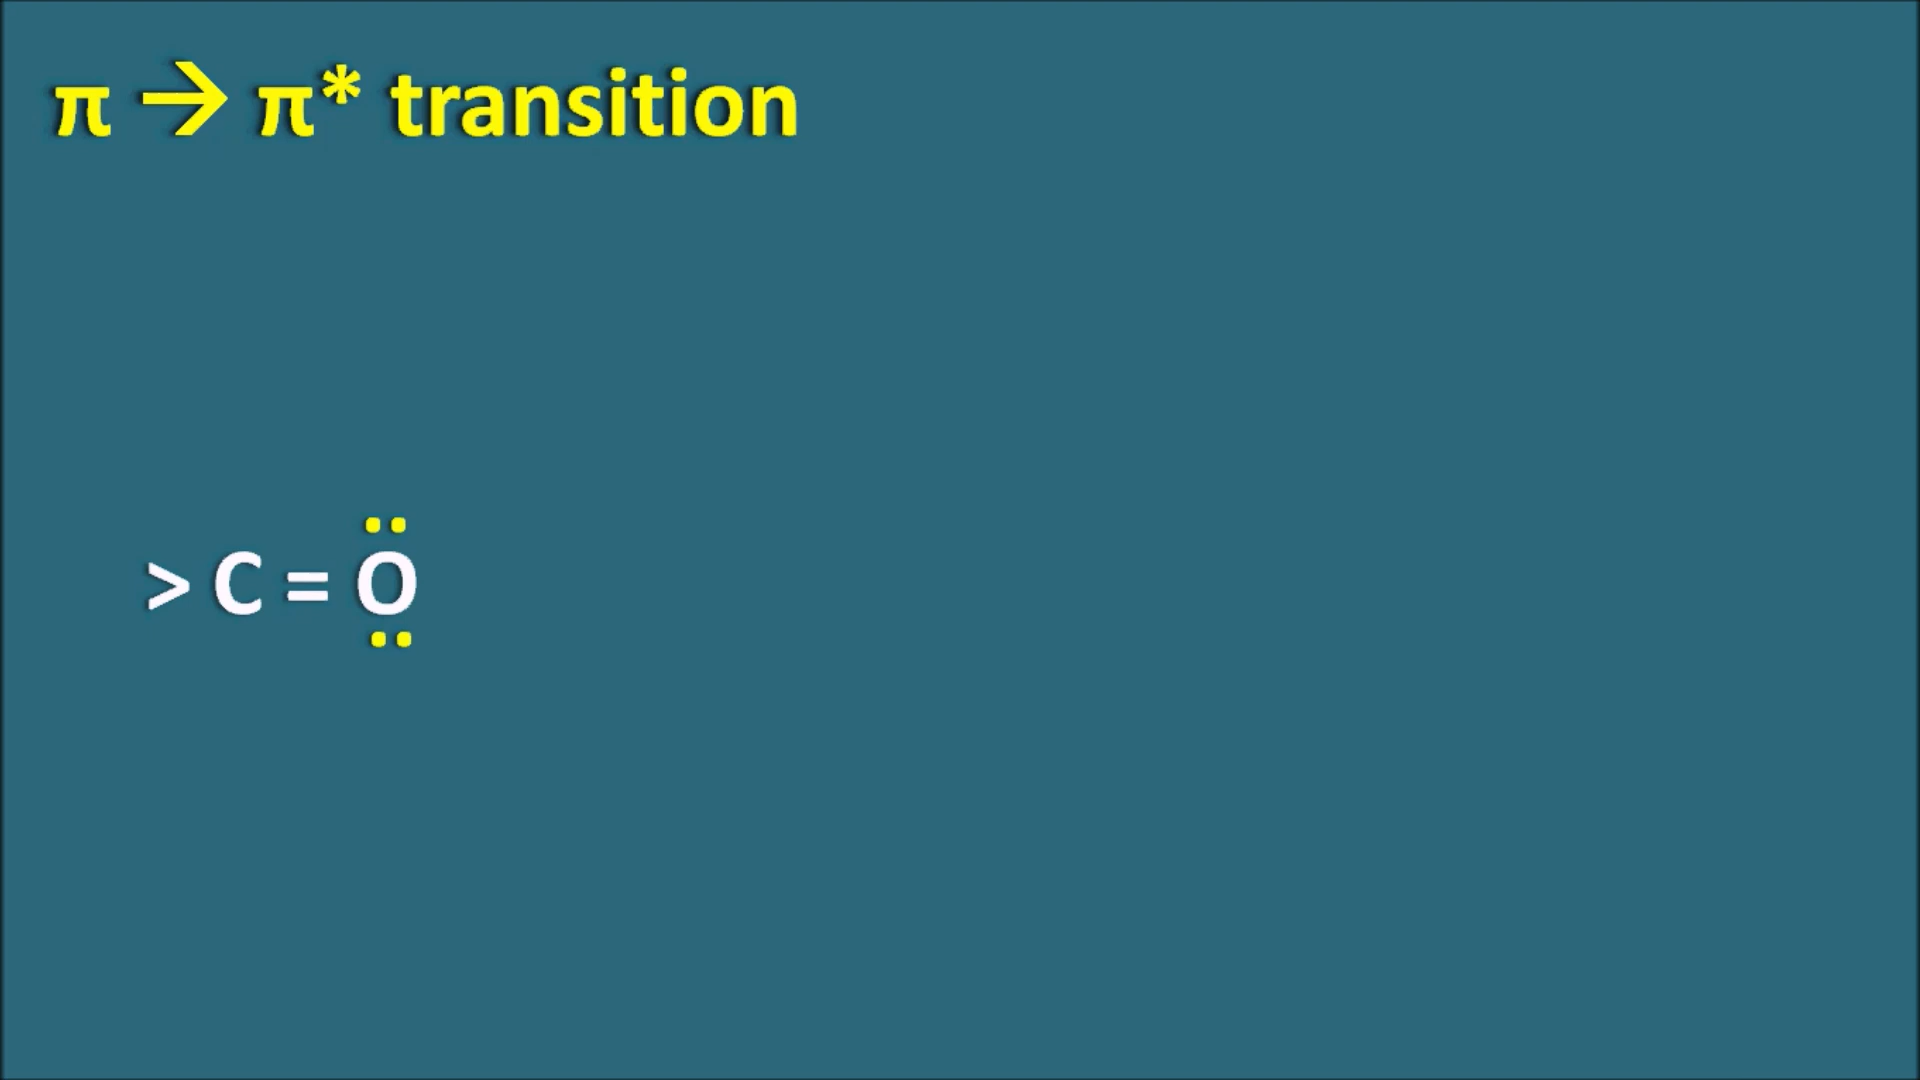 π → π* transition
> C = O